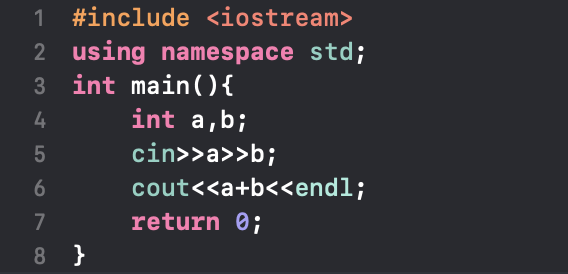 1 #include <iostream>
2 using namespace std;
3 int main(){
4     int a,b;
5     cin>>a>>b;
6     cout<<a+b<<endl;
7     return 0;
8 }